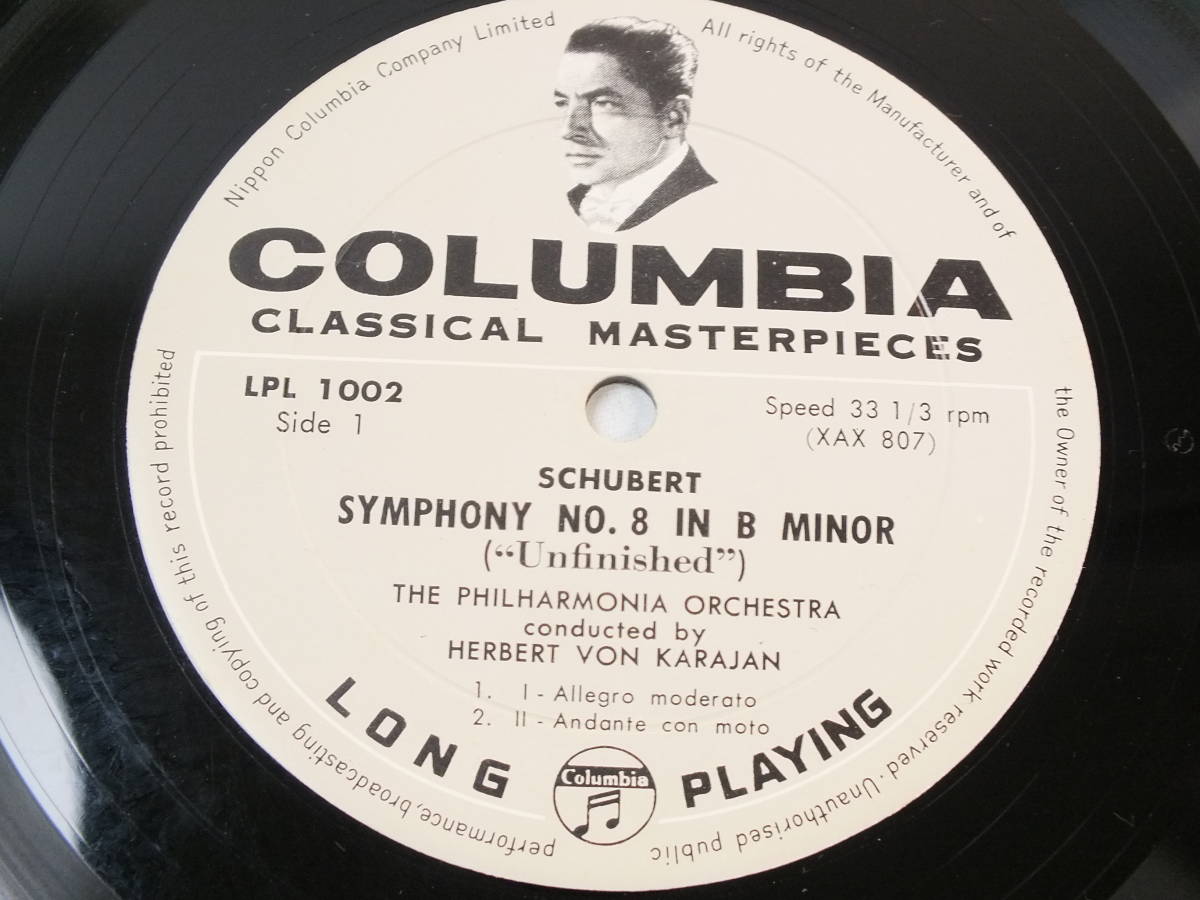 Nippon Columbia Company Limited
All rights of the Manufacturer and of
the Owner of the recorded work reserved · Unauthorised public
performance, broadcasting and copying of this record prohibited
COLUMBIA
CLASSICAL MASTERPIECES
LPL 1002
Side 1
Speed 33 1/3 rpm
(XAX 807)
SCHUBERT
SYMPHONY NO. 8 IN B MINOR
(“Unfinished”)
THE PHILHARMONIA ORCHESTRA
conducted by
HERBERT VON KARAJAN
1. I - Allegro moderato
2. II - Andante con moto
LONG PLAYING
Columbia